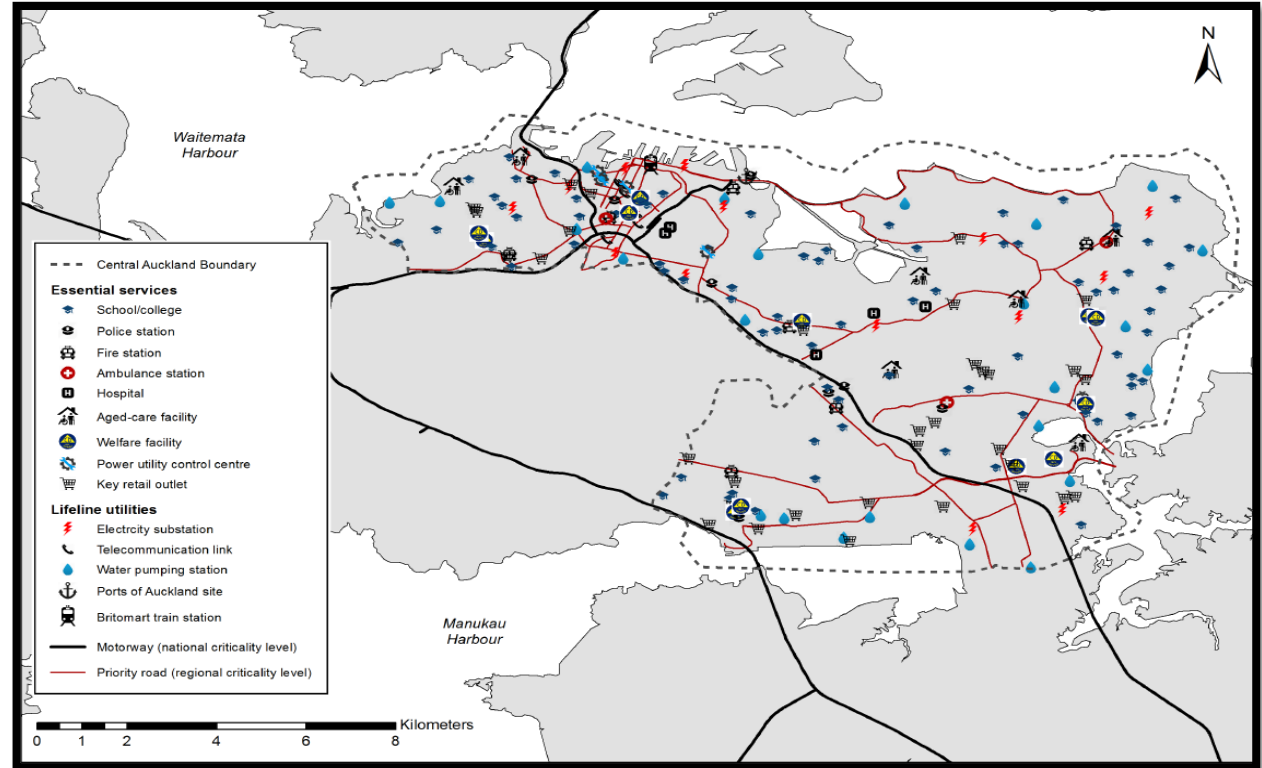 N
Waitemata
Harbour
Central Auckland Boundary
Essential services
School/college
Police station
Fire station
Ambulance station
Hospital
Aged-care facility
Welfare facility
Power utility control centre
Key retail outlet
Lifeline utilities
Electrcity substation
Telecommunication link
Water pumping station
Ports of Auckland site
Britomart train station
Motorway (national criticality level)
Priority road (regional criticality level)
Manukau
Harbour
Kilometers
0 1 2 4 6 8